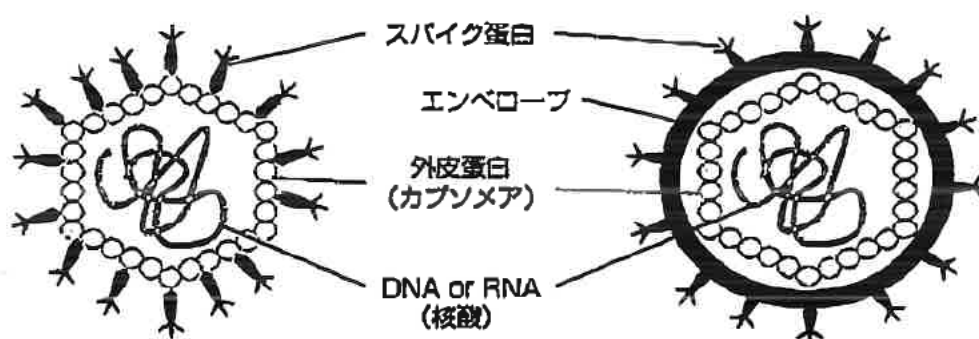 スパイク蛋白
エンベロープ
外皮蛋白
（カプソメア）
DNA or RNA
（核酸）